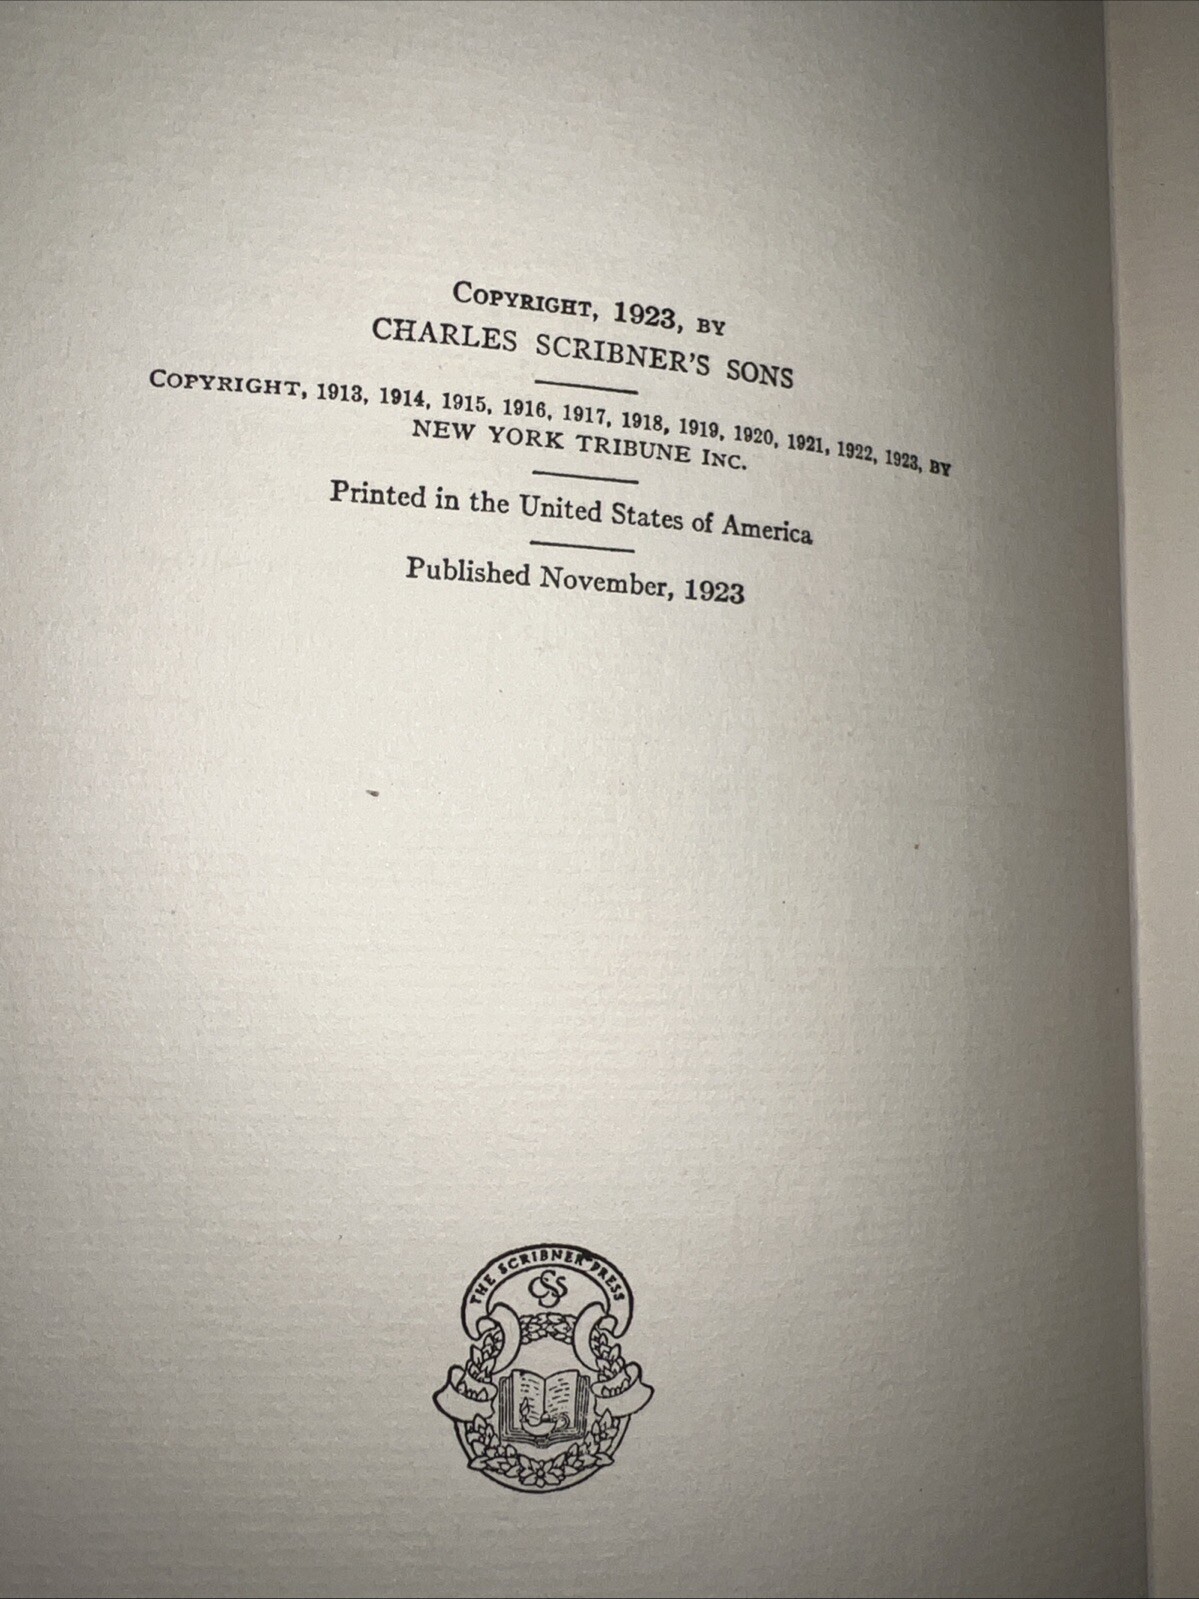 COPYRIGHT, 1923, BY
CHARLES SCRIBNER'S SONS
COPYRIGHT, 1913, 1914, 1915, 1916, 1917, 1918, 1919, 1920, 1921, 1922, 1923, BY
NEW YORK TRIBUNE INC.
Printed in the United States of America
Published November, 1923
THE SCRIBNER PRESS
CSS